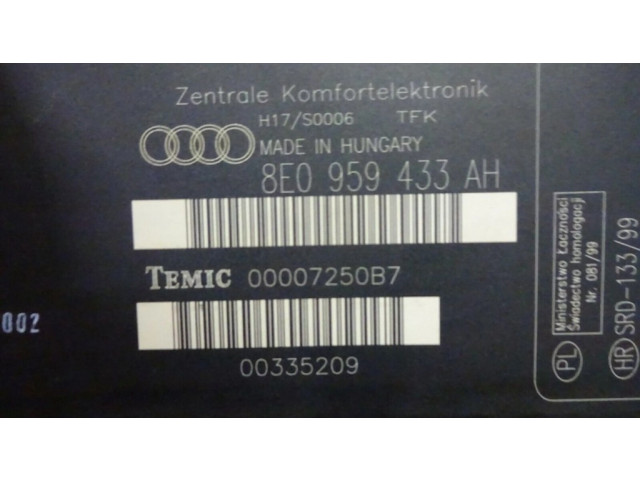 Zentrale Komfortelektronik
H17/S0006 TFK
MADE IN HUNGARY
8E0 959 433 AH
TEMIC 00007250B7
00335209
002
PL
Ministerstwo Łączności
Świadectwo homologacji
Nr. 081/99
HR SRD-133/99